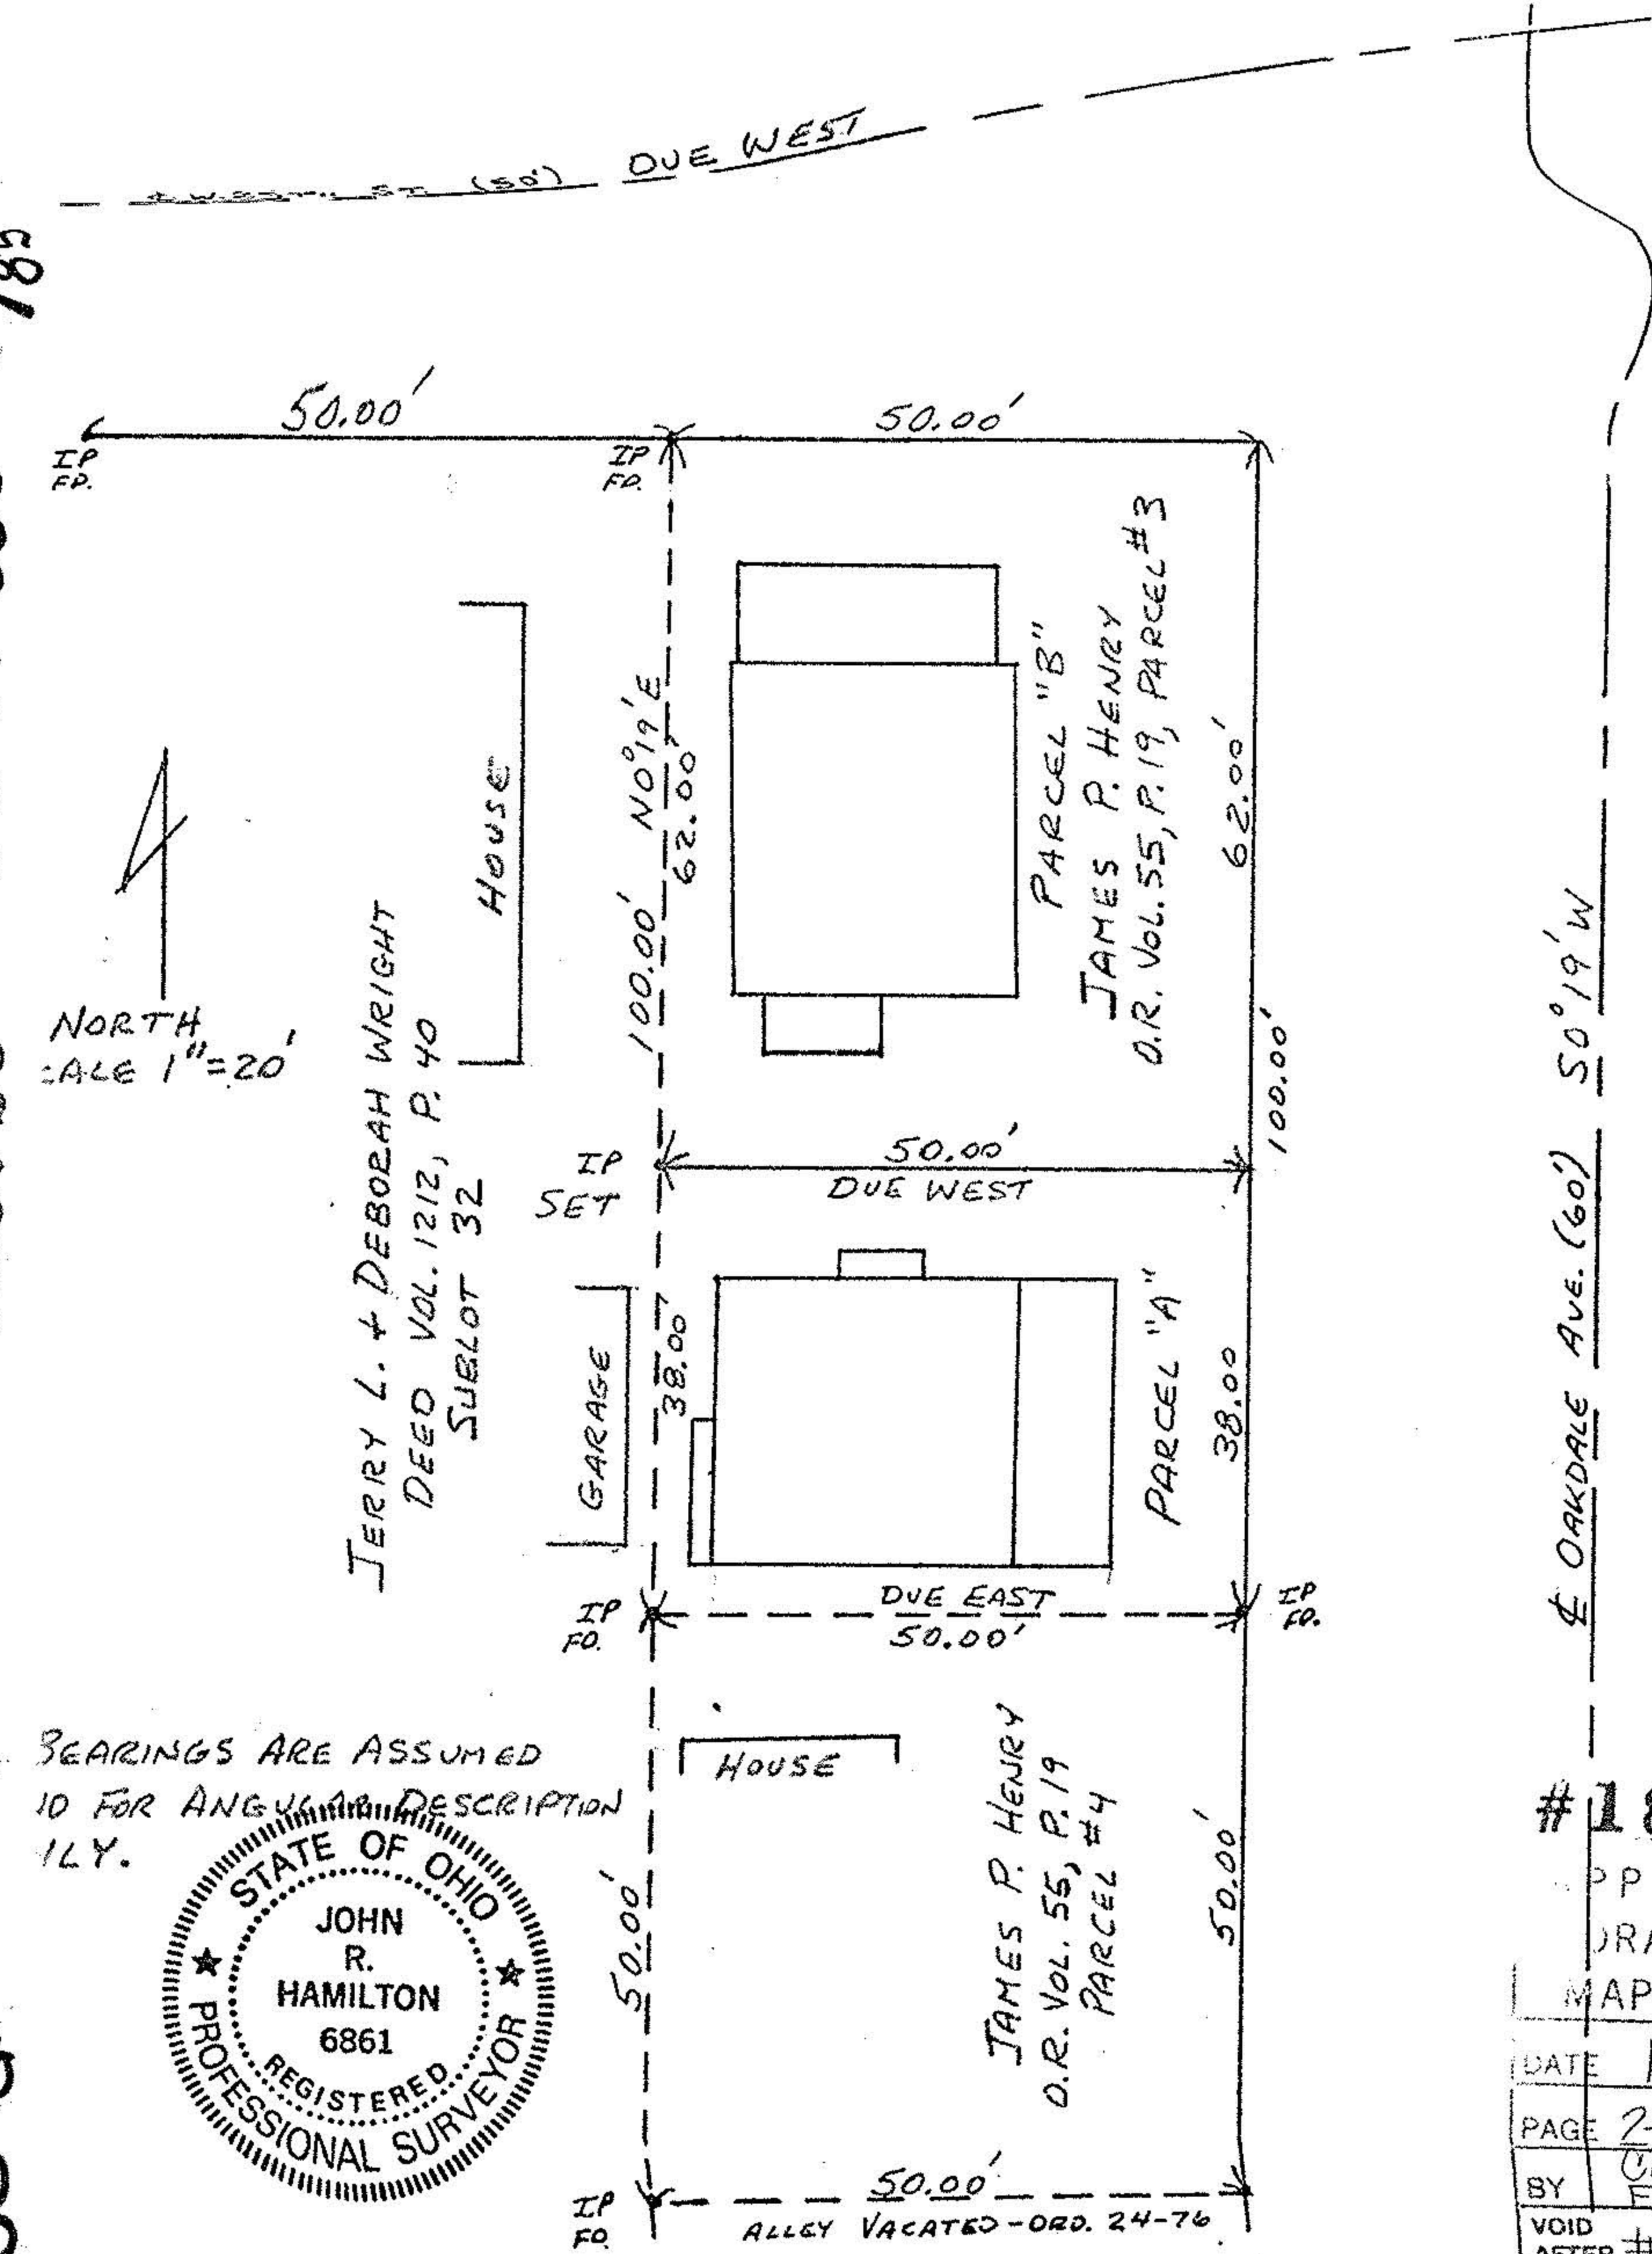 (50') DUE WEST
50.00'
50.00'
IP
FD.
IP
FD.
HOUSE
100.00' N0°19'E
62.00'
PARCEL "B"
JAMES P. HENRY
O.R. VOL. 55, P. 19, PARCEL #3
62.00'
100.00'
NORTH
CALE 1"=20'
JERRY L. + DEBORAH WRIGHT
DEED VOL. 1212, P. 40
SUBLOT 32
IP
SET
50.00'
DUE WEST
GARAGE
38.00'
PARCEL "A"
38.00
₵ OAKDALE AVE. (60') S0°19'W
IP
FD.
DUE EAST
50.00'
IP
FD.
BEARINGS ARE ASSUMED
FOR ANGULAR DESCRIPTION
HOUSE
JAMES P. HENRY
O.R. VOL. 55, P. 19
PARCEL #4
50.00'
50.00'
STATE OF OHIO
JOHN
R.
HAMILTON
6861
REGISTERED
PROFESSIONAL SURVEYOR
IP
FD.
50.00'
ALLEY VACATED - ORD. 24-76
#18
MAP
DATE
PAGE 2-
BY
VOID